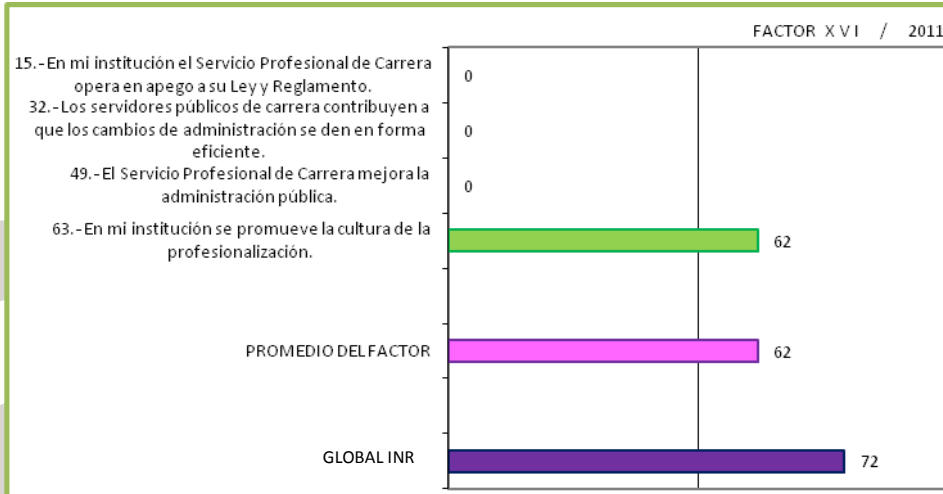 FACTOR X V I / 2011
15.-En mi institución el Servicio Profesional de Carrera
opera en apego a su Ley y Reglamento.
0
32.-Los servidores públicos de carrera contribuyen a
que los cambios de administración se den en forma
eficiente.
0
49.-El Servicio Profesional de Carrera mejora la
administración pública.
0
63.-En mi institución se promueve la cultura de la
profesionalización.
62
PROMEDIO DEL FACTOR
62
GLOBAL INR
72